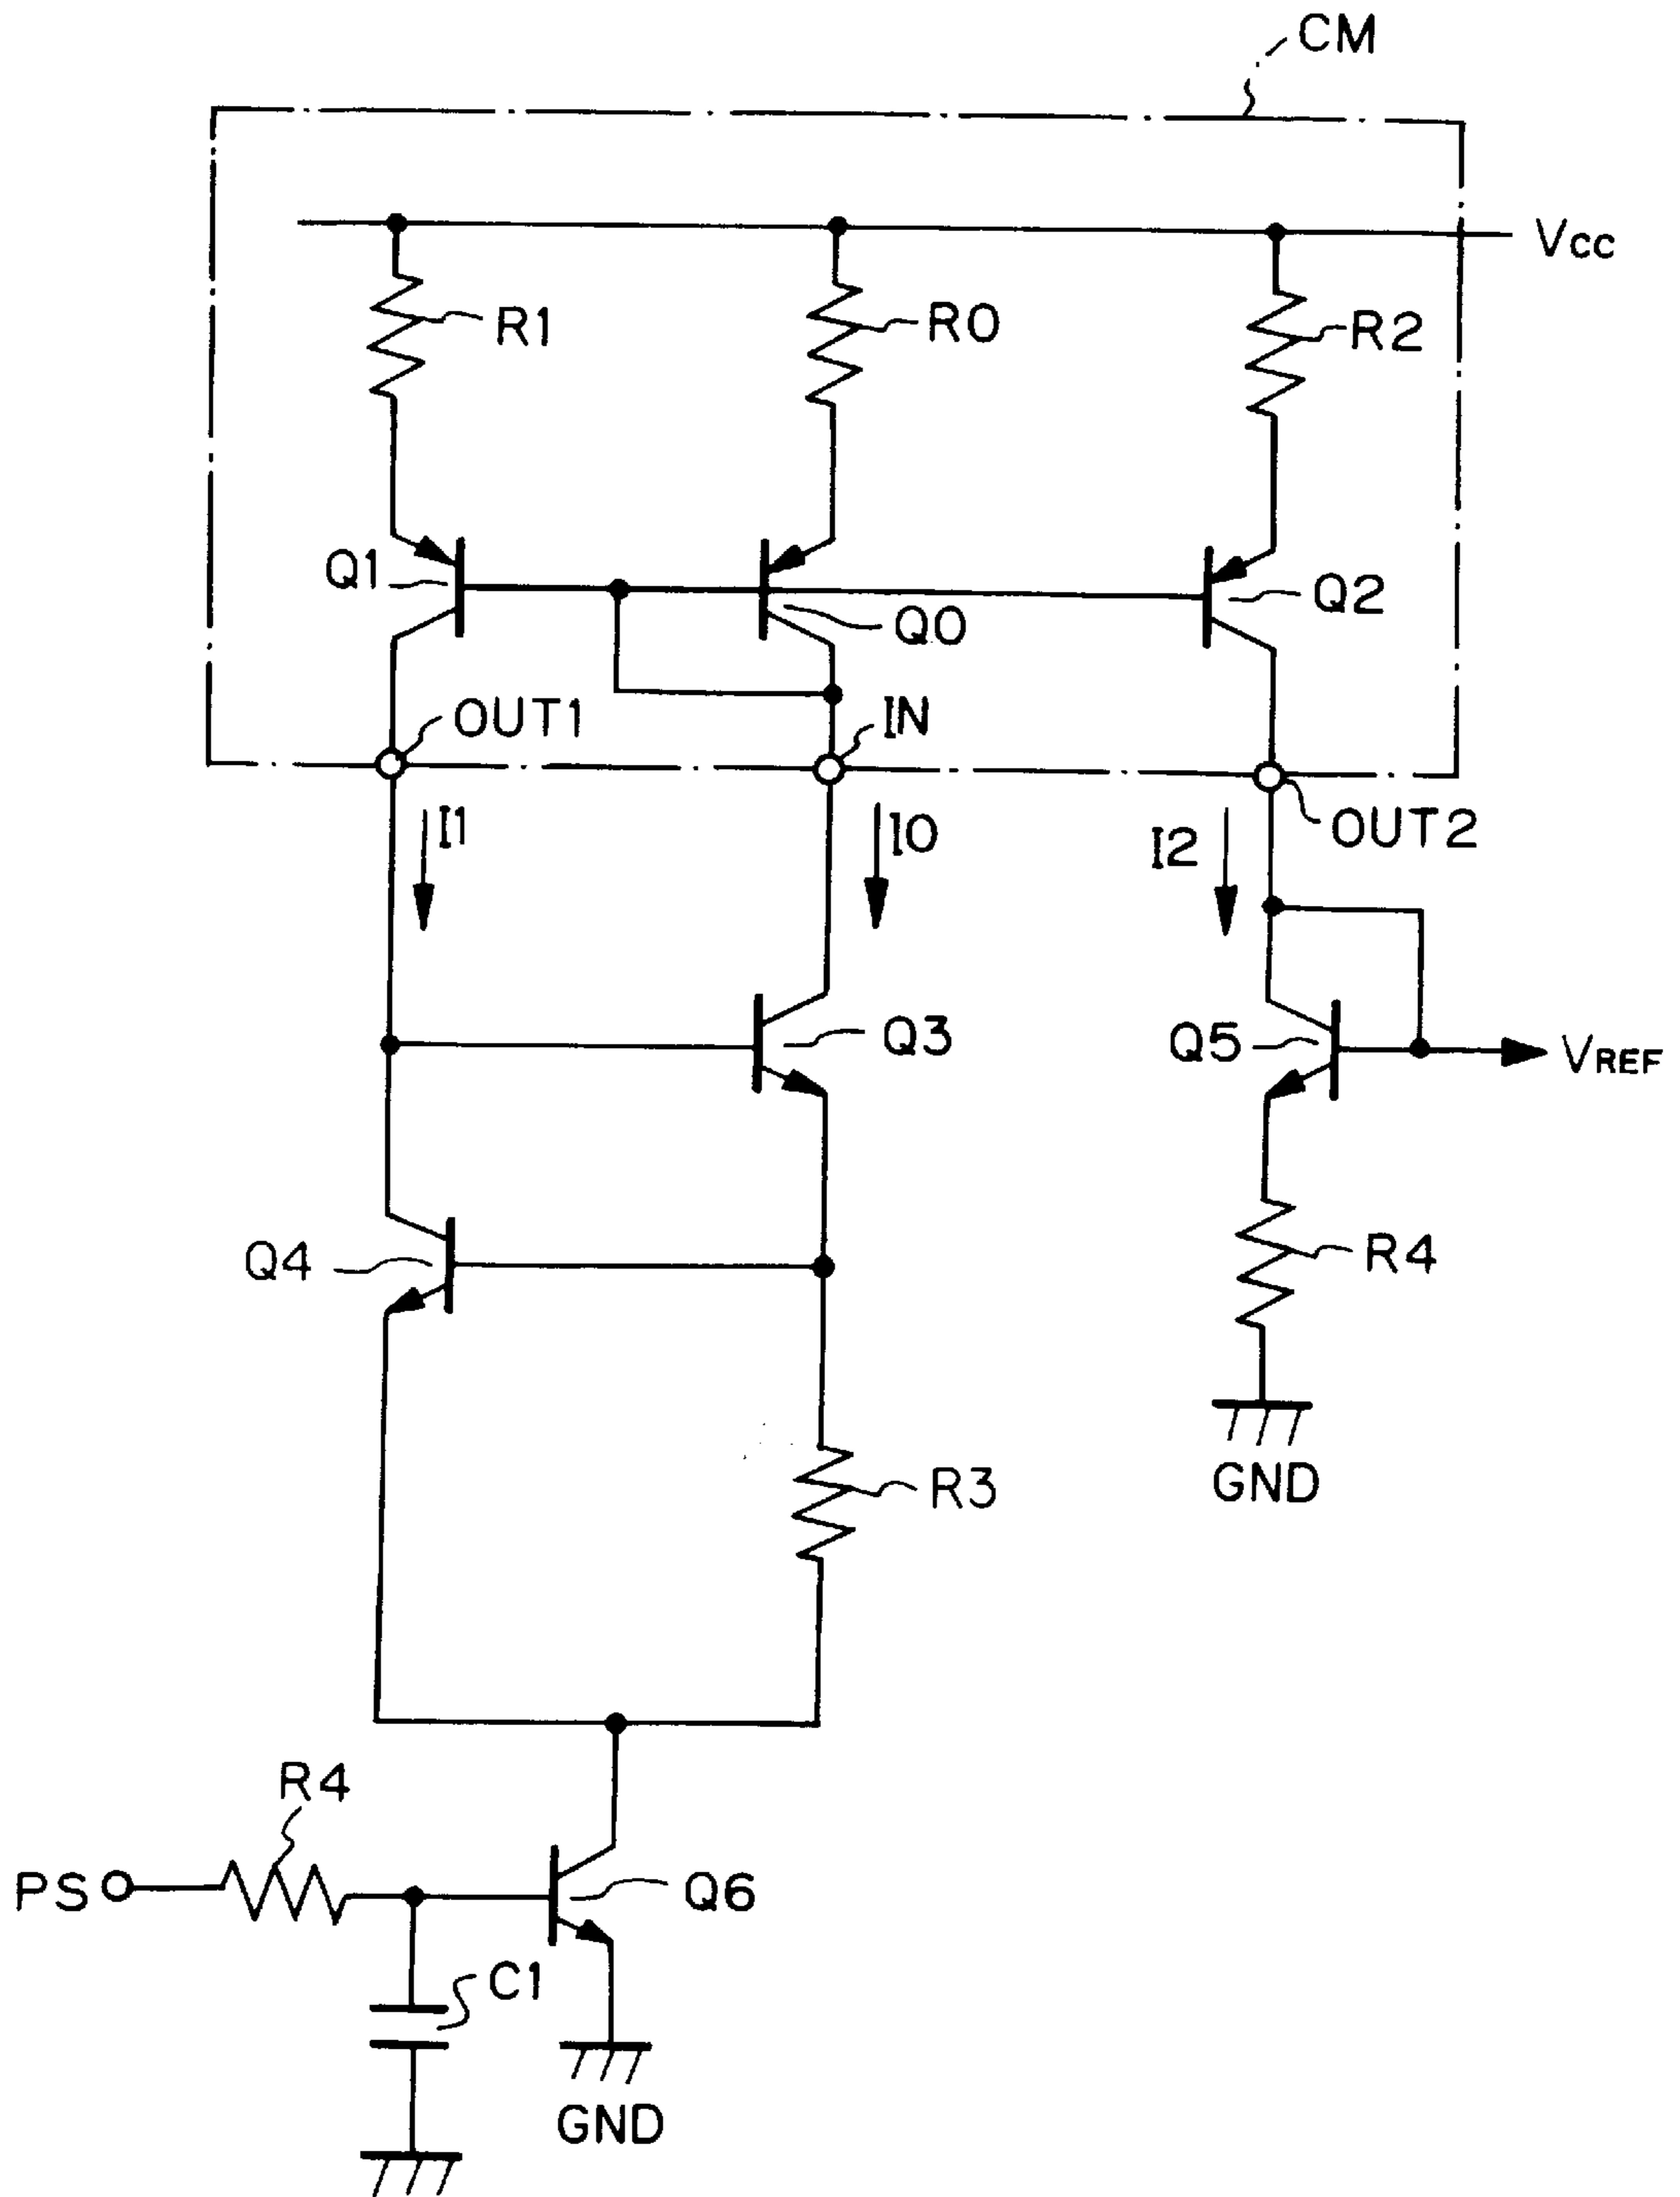 CM
Vcc
R1
R0
R2
Q1
Q0
Q2
OUT1
IN
OUT2
I1
I0
I2
Q3
Q5
VREF
Q4
R4
R3
GND
R4
PS
Q6
C1
GND